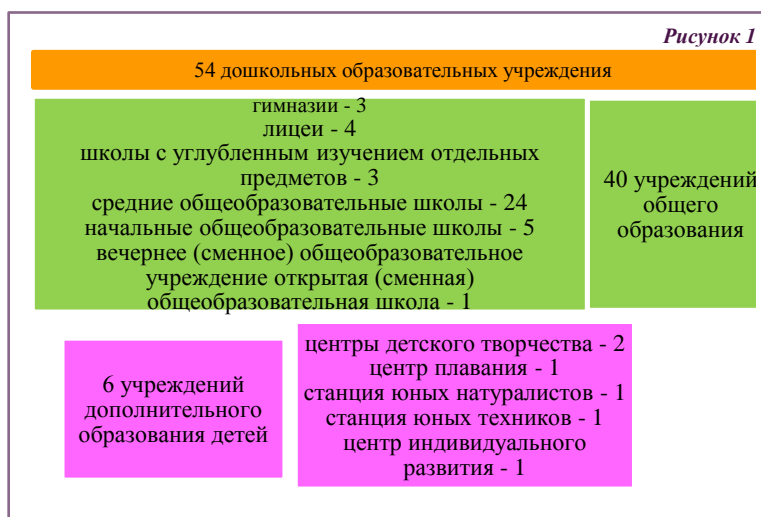 Рисунок 1
54 дошкольных образовательных учреждения
гимназии - 3
лицеи - 4
школы с углубленным изучением отдельных
предметов - 3
средние общеобразовательные школы - 24
начальные общеобразовательные школы - 5
вечернее (сменное) общеобразовательное
учреждение открытая (сменная)
общеобразовательная школа - 1
40 учреждений
общего
образования
6 учреждений
дополнительного
образования детей
центры детского творчества - 2
центр плавания - 1
станция юных натуралистов - 1
станция юных техников - 1
центр индивидуального
развития - 1